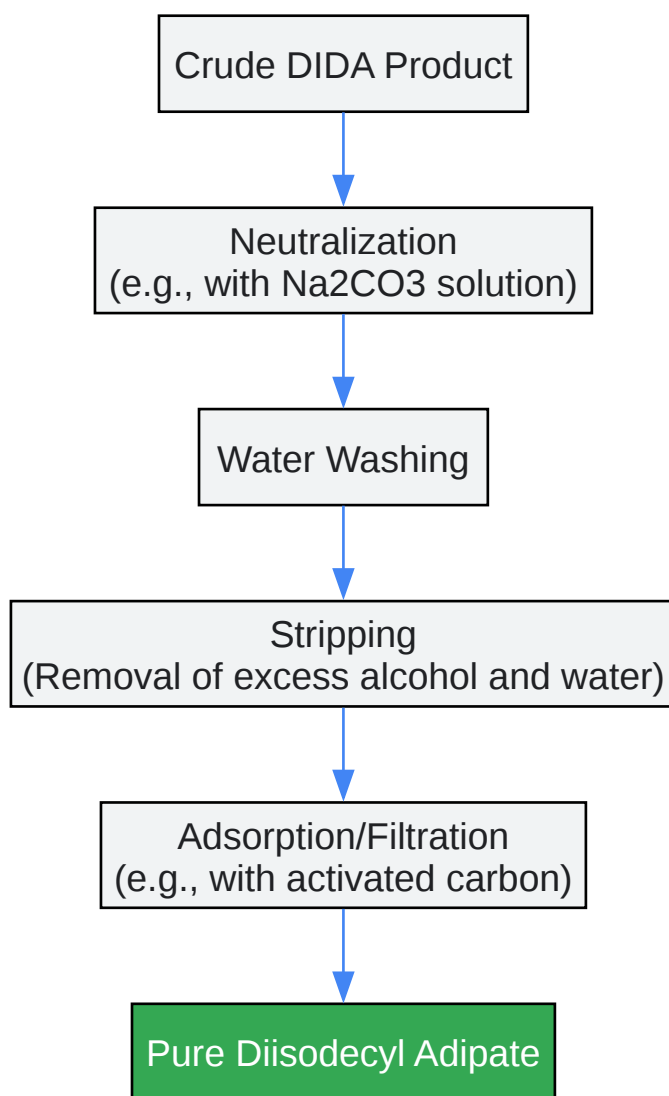 Crude DIDA Product
Neutralization
(e.g., with Na2CO3 solution)
Water Washing
Stripping
(Removal of excess alcohol and water)
Adsorption/Filtration
(e.g., with activated carbon)
Pure Diisodecyl Adipate